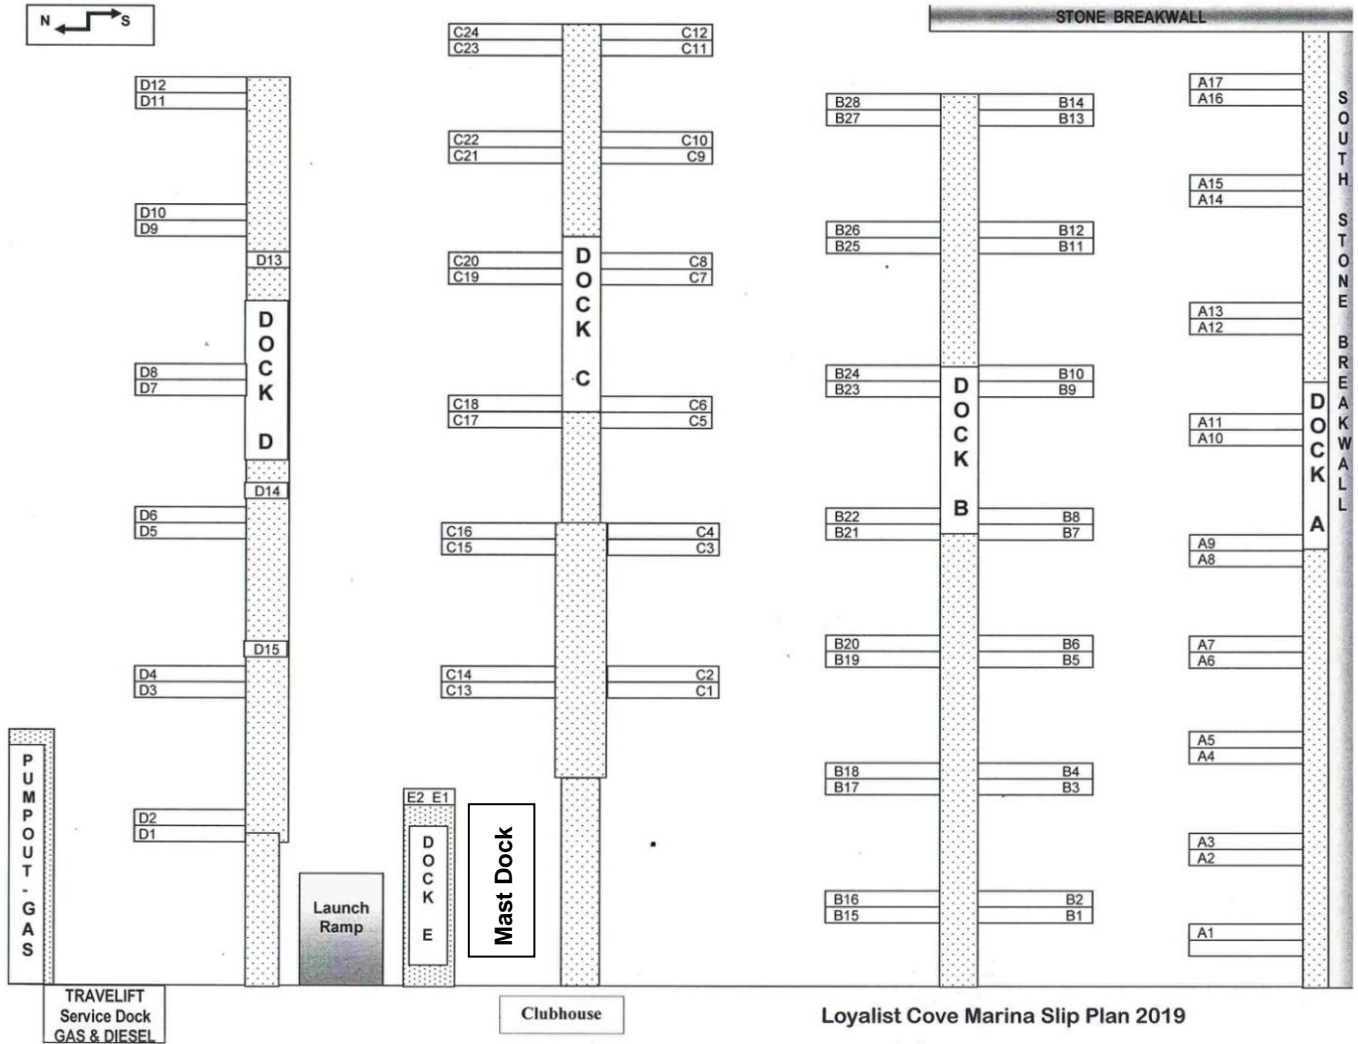 N S
STONE BREAKWALL
D12
D11
D10
D9
D13
DOCK D
D8
D7
D14
D6
D5
D15
D4
D3
D2
D1
C24 C12
C23 C11
C22 C10
C21 C9
C20 C8
C19 C7
DOCK C
C18 C6
C17 C5
C16 C4
C15 C3
C14 C2
C13 C1
B28 B14
B27 B13
B26 B12
B25 B11
B24 B10
B23 B9
DOCK B
B22 B8
B21 B7
B20 B6
B19 B5
B18 B4
B17 B3
B16 B2
B15 B1
A17
A16
A15
A14
A13
A12
A11
A10
DOCK A
A9
A8
A7
A6
A5
A4
A3
A2
A1
SOUTH STONE BREAKWALL
PUMPOUT-GAS
Launch
Ramp
E2 E1
DOCK E
Mast Dock
TRAVELIFT
Service Dock
GAS & DIESEL
Clubhouse
Loyalist Cove Marina Slip Plan 2019